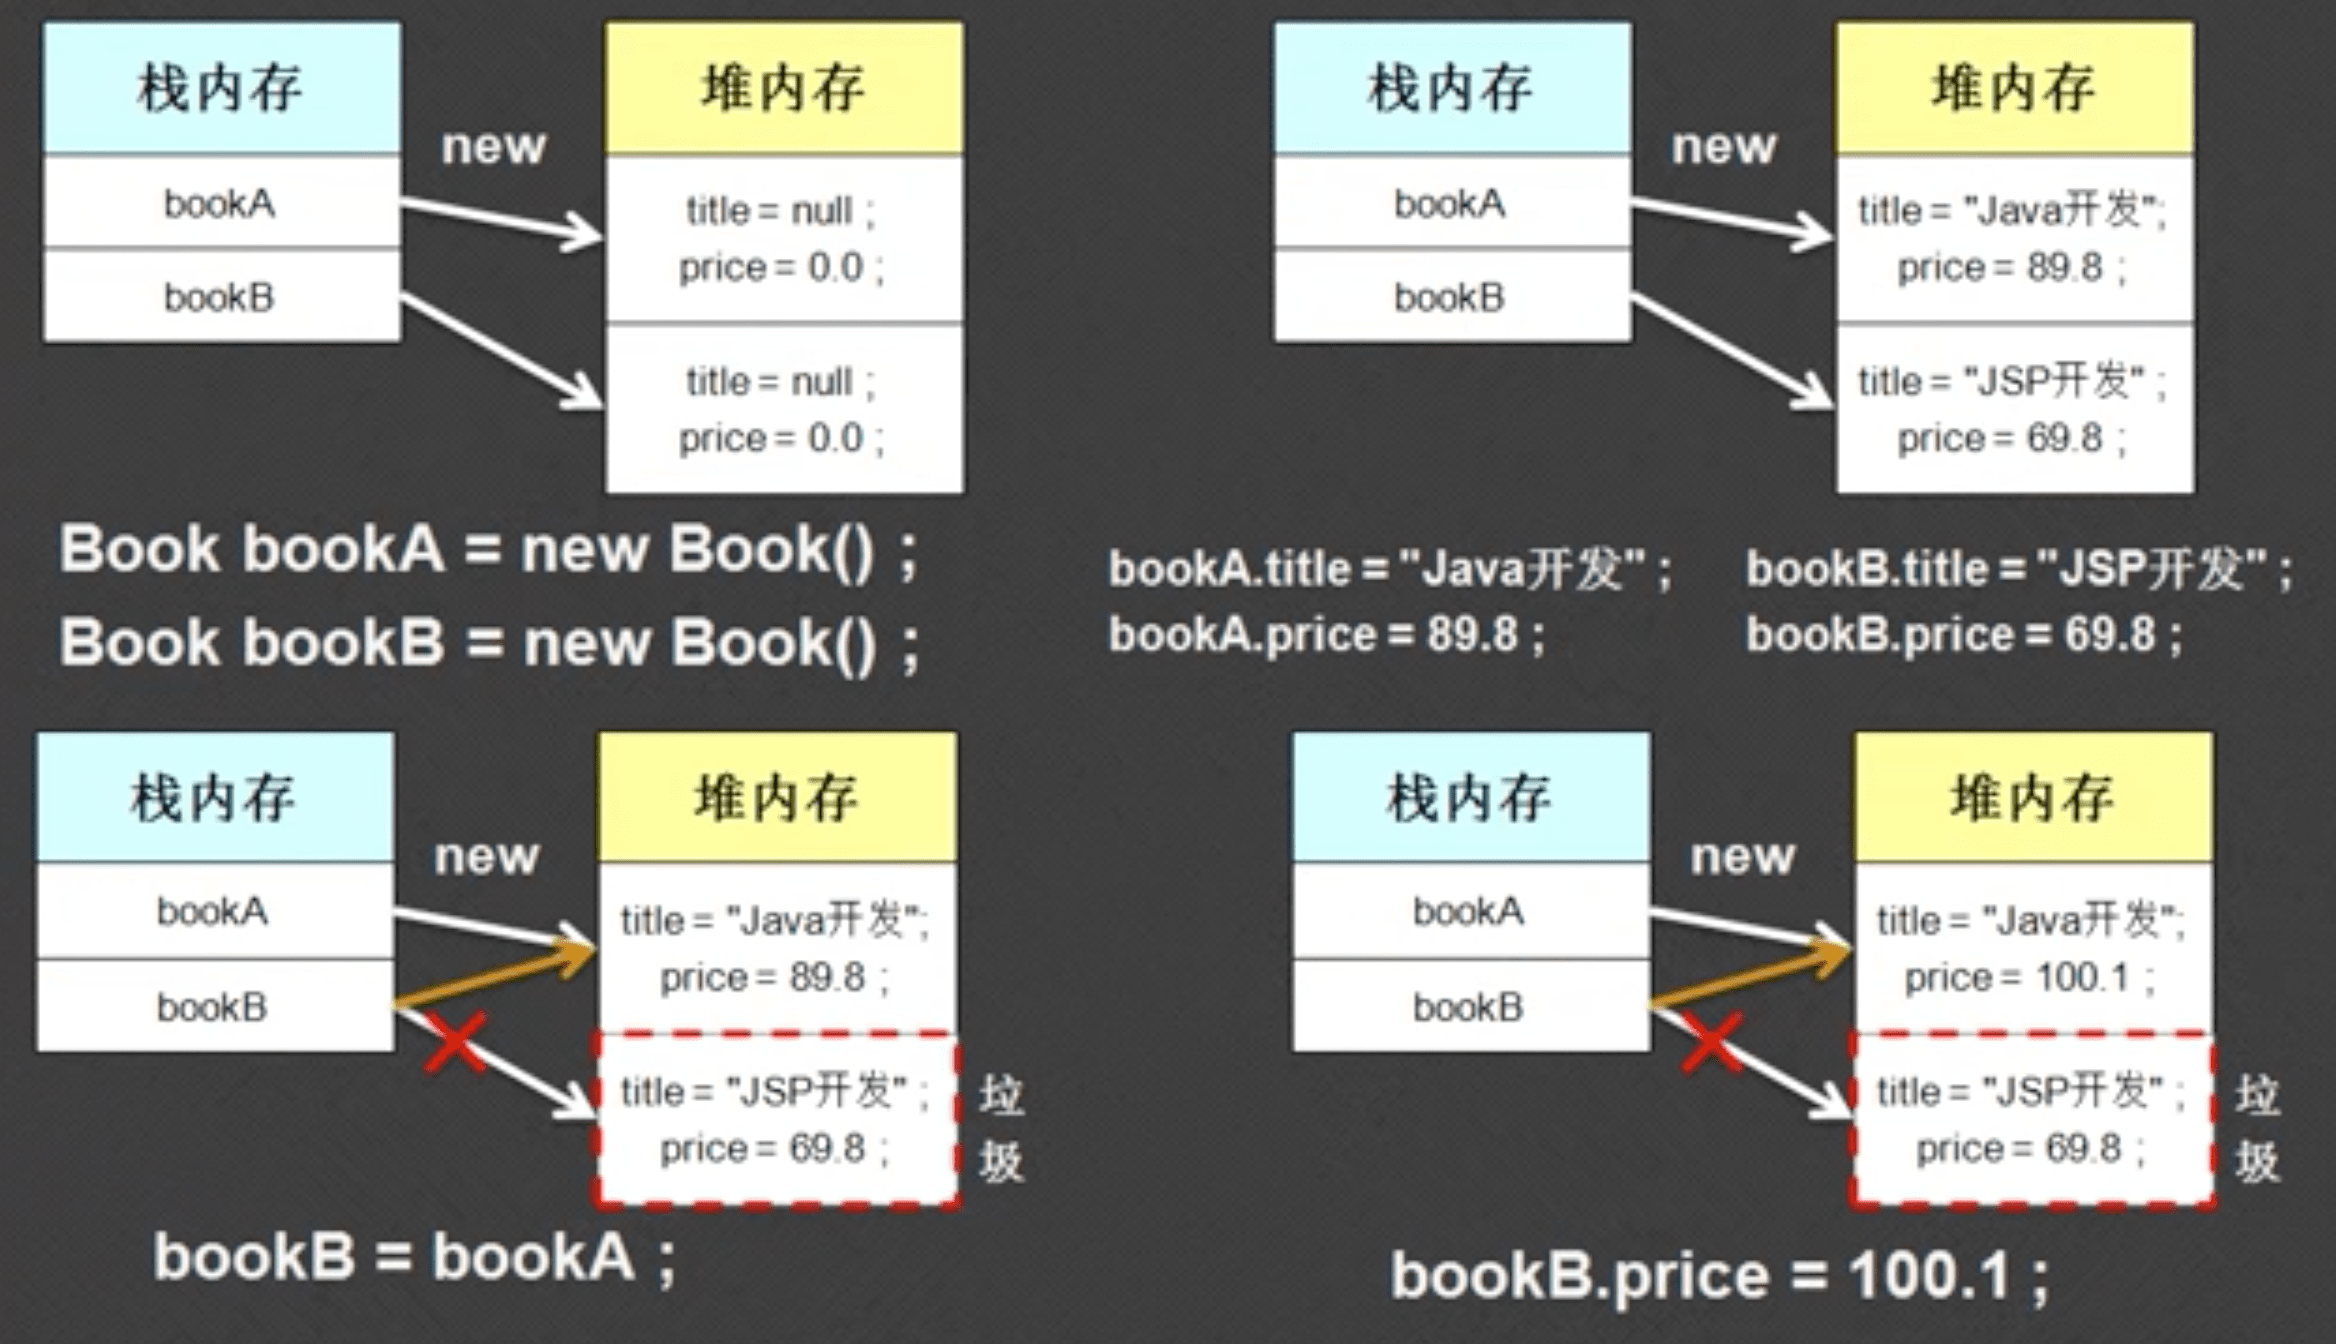 栈内存
new
堆内存
bookA
bookB
title = null ;
price = 0.0 ;
title = null ;
price = 0.0 ;
Book bookA = new Book() ;
Book bookB = new Book() ;
栈内存
new
堆内存
bookA
bookB
title = "Java开发";
price = 89.8 ;
title = "JSP开发" ;
price = 69.8 ;
bookA.title = "Java开发" ;
bookA.price = 89.8 ;
bookB.title = "JSP开发" ;
bookB.price = 69.8 ;
栈内存
new
堆内存
bookA
bookB
title = "Java开发";
price = 89.8 ;
title = "JSP开发" ;
price = 69.8 ;
垃圾
bookB = bookA ;
栈内存
new
堆内存
bookA
bookB
title = "Java开发";
price = 100.1 ;
title = "JSP开发" ;
price = 69.8 ;
垃圾
bookB.price = 100.1 ;